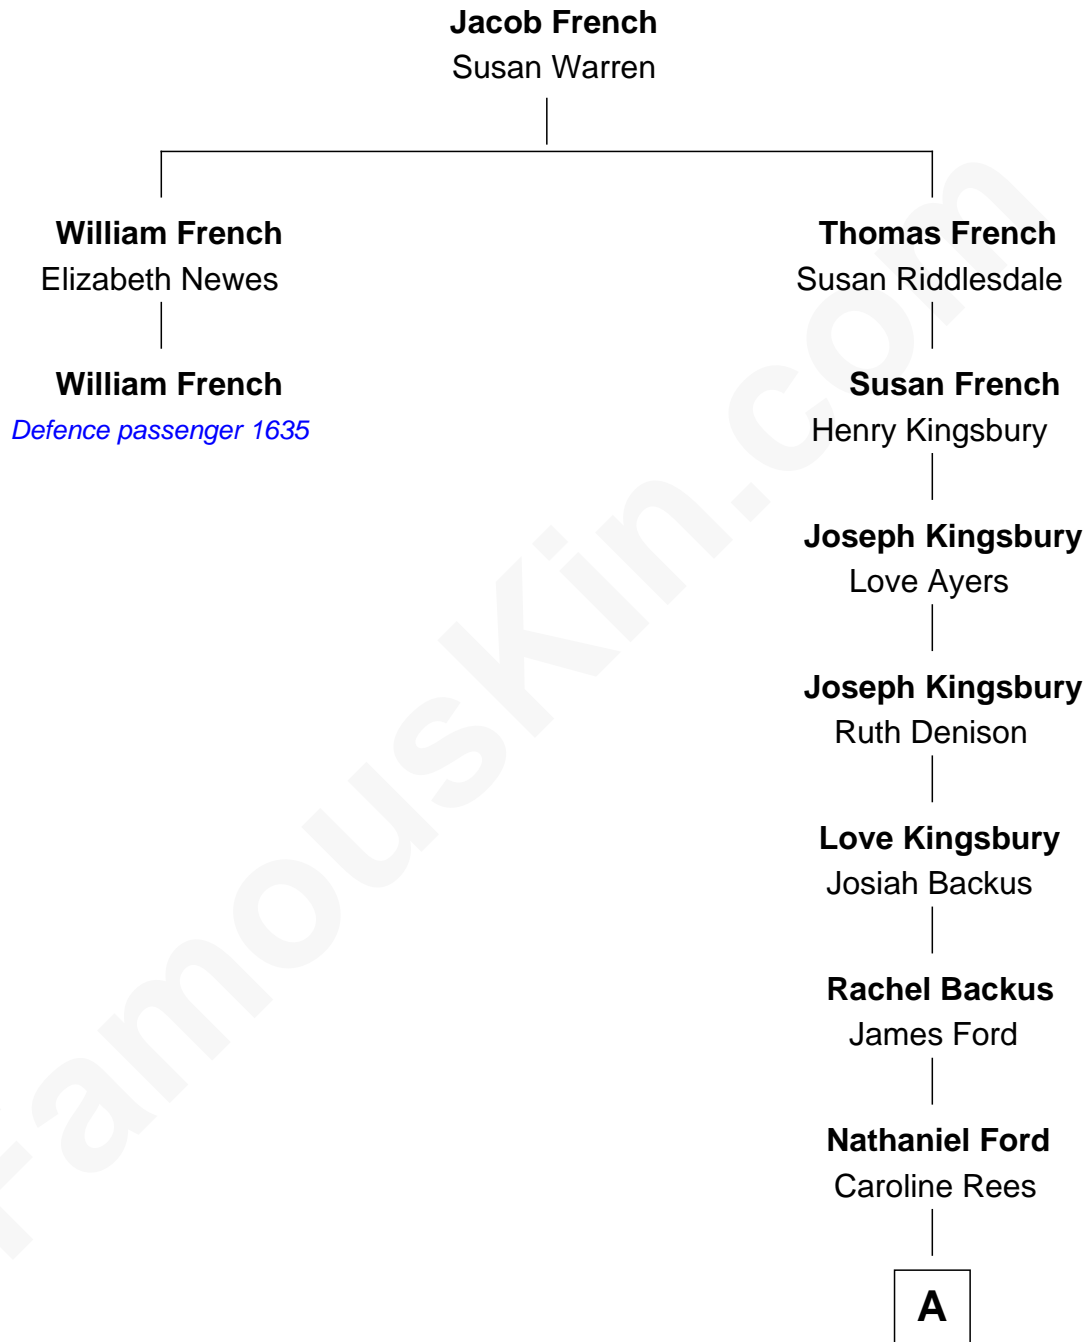 Jacob French
Susan Warren
William French
Elizabeth Newes
William French
Defence passenger 1635
Thomas French
Susan Riddlesdale
Susan French
Henry Kingsbury
Joseph Kingsbury
Love Ayers
Joseph Kingsbury
Ruth Denison
Love Kingsbury
Josiah Backus
Rachel Backus
James Ford
Nathaniel Ford
Caroline Rees
A
FamousKin.com